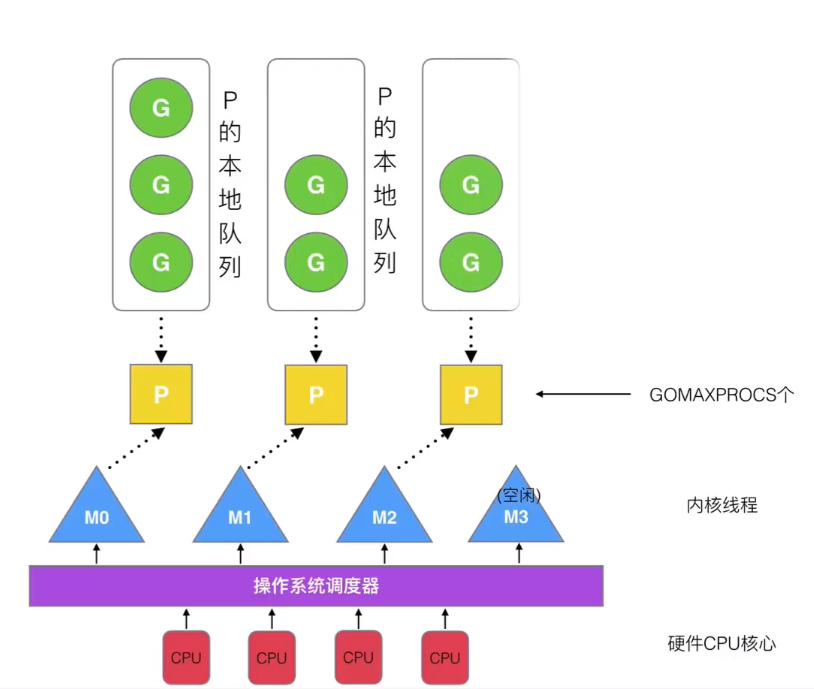 G
G
G
P的本地队列
G
G
P的本地队列
G
G
P
P
P
GOMAXPROCS个
M0
M1
M2
(空闲)
M3
内核线程
操作系统调度器
CPU
CPU
CPU
CPU
硬件CPU核心